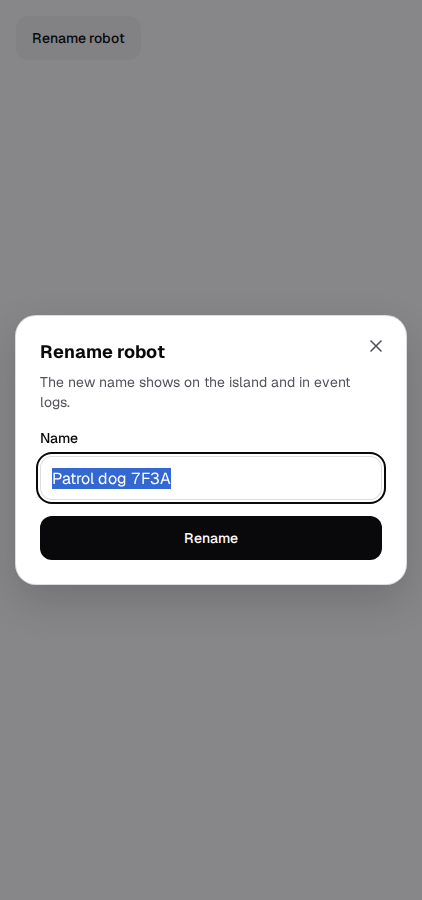 Rename robot
Rename robot
The new name shows on the island and in event
logs.
Name
Patrol dog 7F3A
Rename